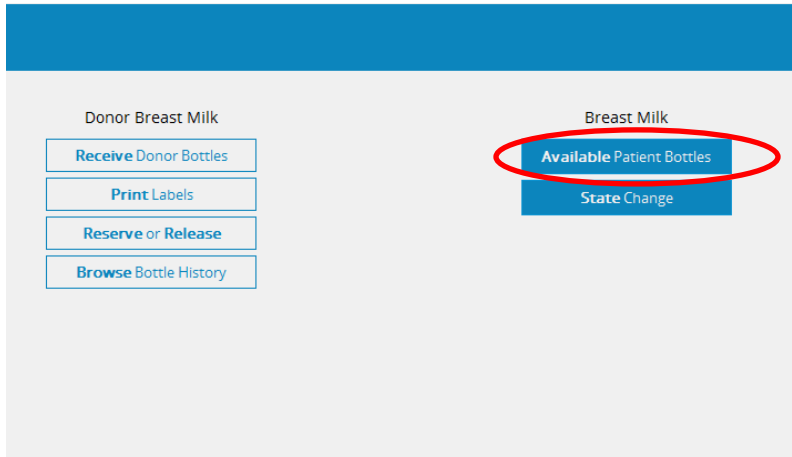 Donor Breast Milk
Receive Donor Bottles
Print Labels
Reserve or Release
Browse Bottle History
Breast Milk
Available Patient Bottles
State Change